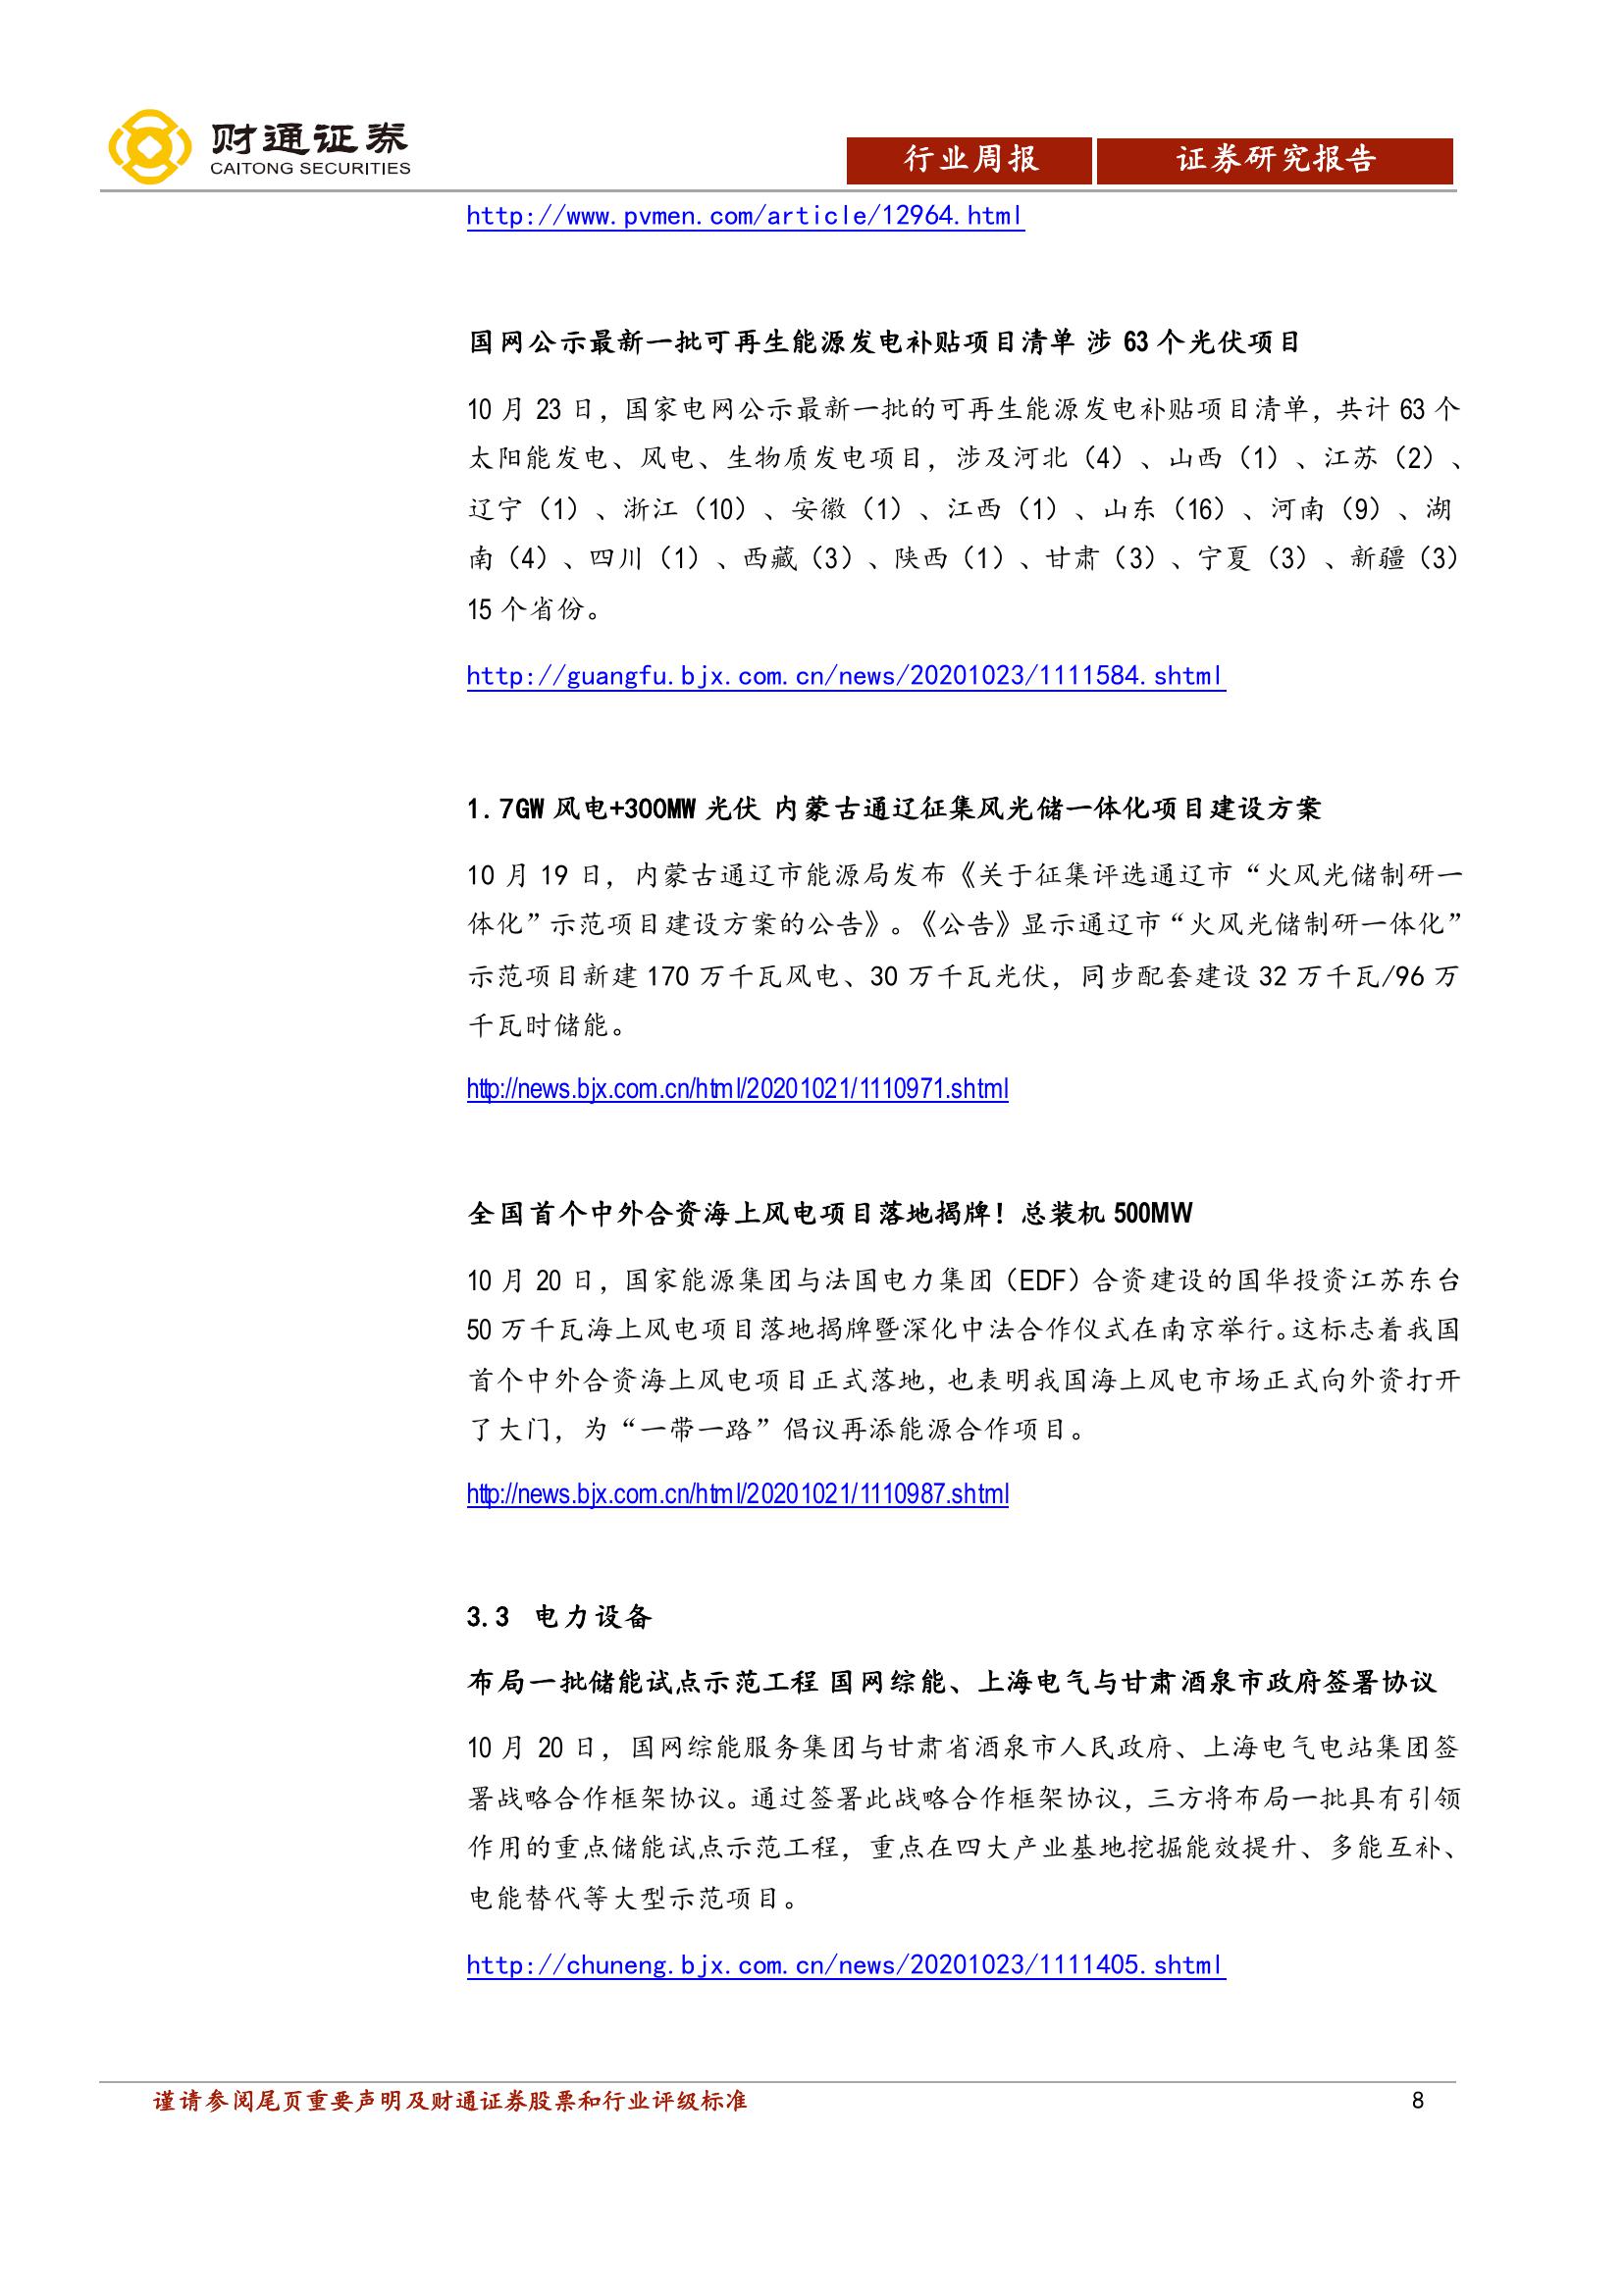 财通证券
CAITONG SECURITIES
行业周报
证券研究报告
http://www.pvmen.com/article/12964.html
国网公示最新一批可再生能源发电补贴项目清单 涉 63 个光伏项目
10 月 23 日，国家电网公示最新一批的可再生能源发电补贴项目清单，共计 63 个
太阳能发电、风电、生物质发电项目，涉及河北（4）、山西（1）、江苏（2）、
辽宁（1）、浙江（10）、安徽（1）、江西（1）、山东（16）、河南（9）、湖
南（4）、四川（1）、西藏（3）、陕西（1）、甘肃（3）、宁夏（3）、新疆（3）
15 个省份。
http://guangfu.bjx.com.cn/news/20201023/1111584.shtml
1.7GW 风电+300MW 光伏 内蒙古通辽征集风光储一体化项目建设方案
10 月 19 日，内蒙古通辽市能源局发布《关于征集评选通辽市“火风光储制研一
体化”示范项目建设方案的公告》。《公告》显示通辽市“火风光储制研一体化”
示范项目新建 170 万千瓦风电、30 万千瓦光伏，同步配套建设 32 万千瓦/96 万
千瓦时储能。
http://news.bjx.com.cn/html/20201021/1110971.shtml
全国首个中外合资海上风电项目落地揭牌！总装机 500MW
10 月 20 日，国家能源集团与法国电力集团（EDF）合资建设的国华投资江苏东台
50 万千瓦海上风电项目落地揭牌暨深化中法合作仪式在南京举行。这标志着我国
首个中外合资海上风电项目正式落地，也表明我国海上风电市场正式向外资打开
了大门，为“一带一路”倡议再添能源合作项目。
http://news.bjx.com.cn/html/20201021/1110987.shtml
3.3 电力设备
布局一批储能试点示范工程 国网综能、上海电气与甘肃酒泉市政府签署协议
10 月 20 日，国网综能服务集团与甘肃省酒泉市人民政府、上海电气电站集团签
署战略合作框架协议。通过签署此战略合作框架协议，三方将布局一批具有引领
作用的重点储能试点示范工程，重点在四大产业基地挖掘能效提升、多能互补、
电能替代等大型示范项目。
http://chuneng.bjx.com.cn/news/20201023/1111405.shtml
谨请参阅尾页重要声明及财通证券股票和行业评级标准
8